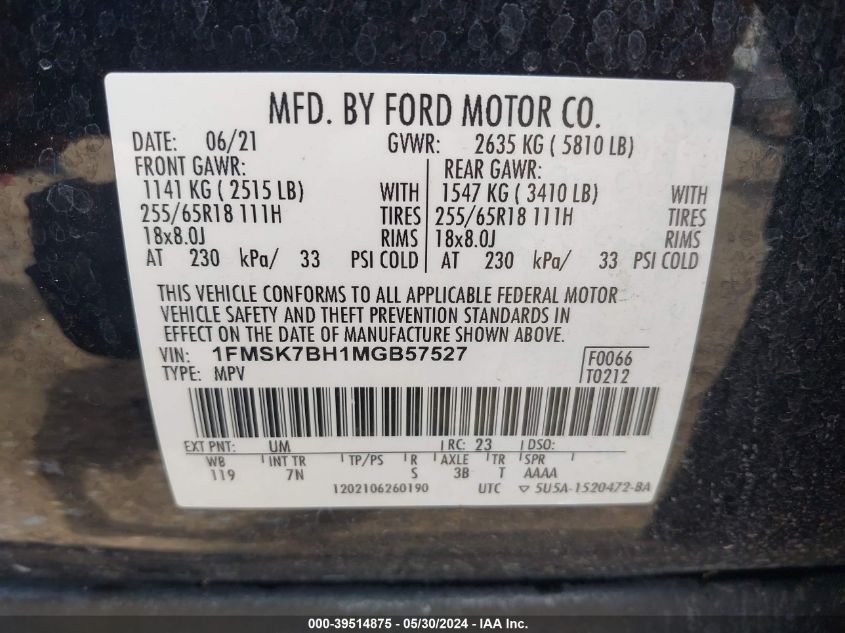 MFD. BY FORD MOTOR CO.
DATE: 06/21 GVWR: 2635 KG ( 5810 LB)
FRONT GAWR: REAR GAWR:
1141 KG ( 2515 LB) WITH 1547 KG ( 3410 LB) WITH
255/65R18 111H TIRES 255/65R18 111H TIRES
18x8.0J RIMS 18x8.0J RIMS
AT 230 kPa/ 33 PSI COLD AT 230 kPa/ 33 PSI COLD
THIS VEHICLE CONFORMS TO ALL APPLICABLE FEDERAL MOTOR
VEHICLE SAFETY AND THEFT PREVENTION STANDARDS IN
EFFECT ON THE DATE OF MANUFACTURE SHOWN ABOVE.
VIN: 1FMSK7BH1MGB57527 F0066
TYPE: MPV T0212
EXT PNT: UM RC: 23 DSO:
WB INT TR TP/PS R AXLE TR SPR
119 7N S 3B T AAAA
1202106260190 UTC ▽ 5U5A-1520472-BA
000-39514875 - 05/30/2024 - IAA Inc.